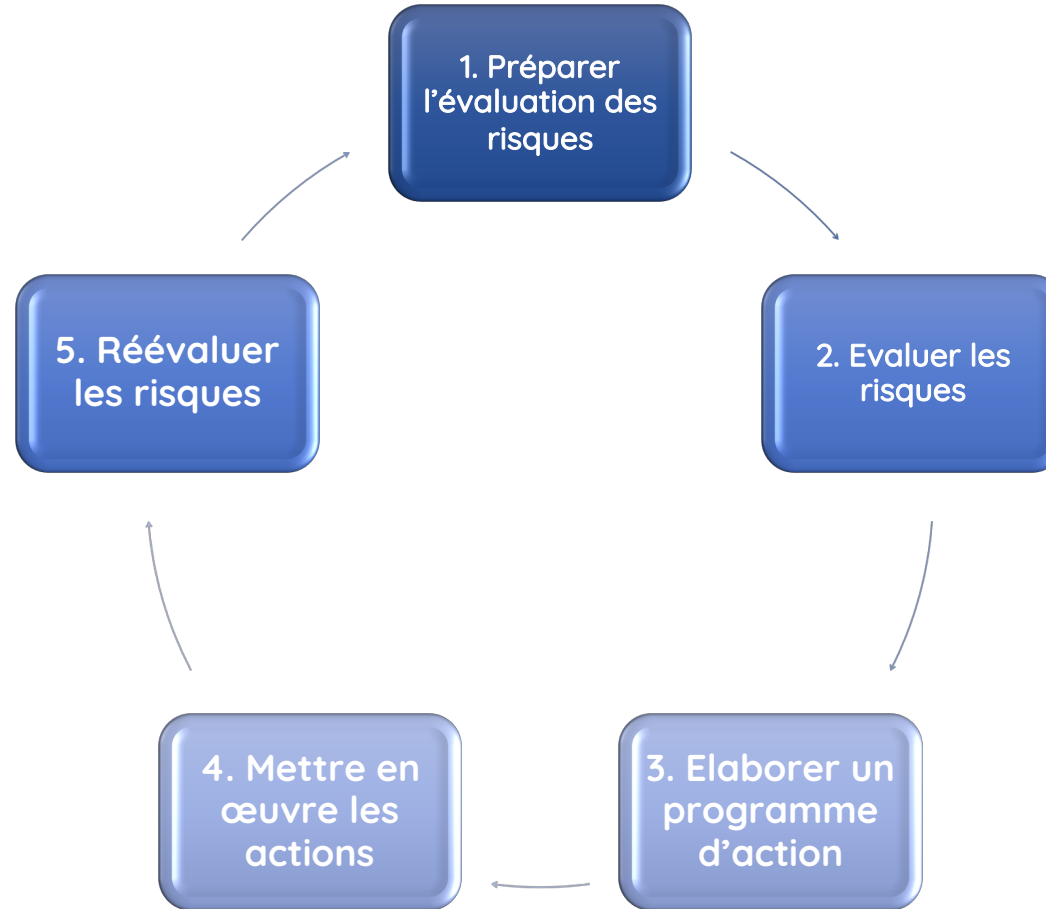 1. Préparer
l’évaluation des
risques
2. Evaluer les
risques
3. Elaborer un
programme
d’action
4. Mettre en
œuvre les
actions
5. Réévaluer
les risques